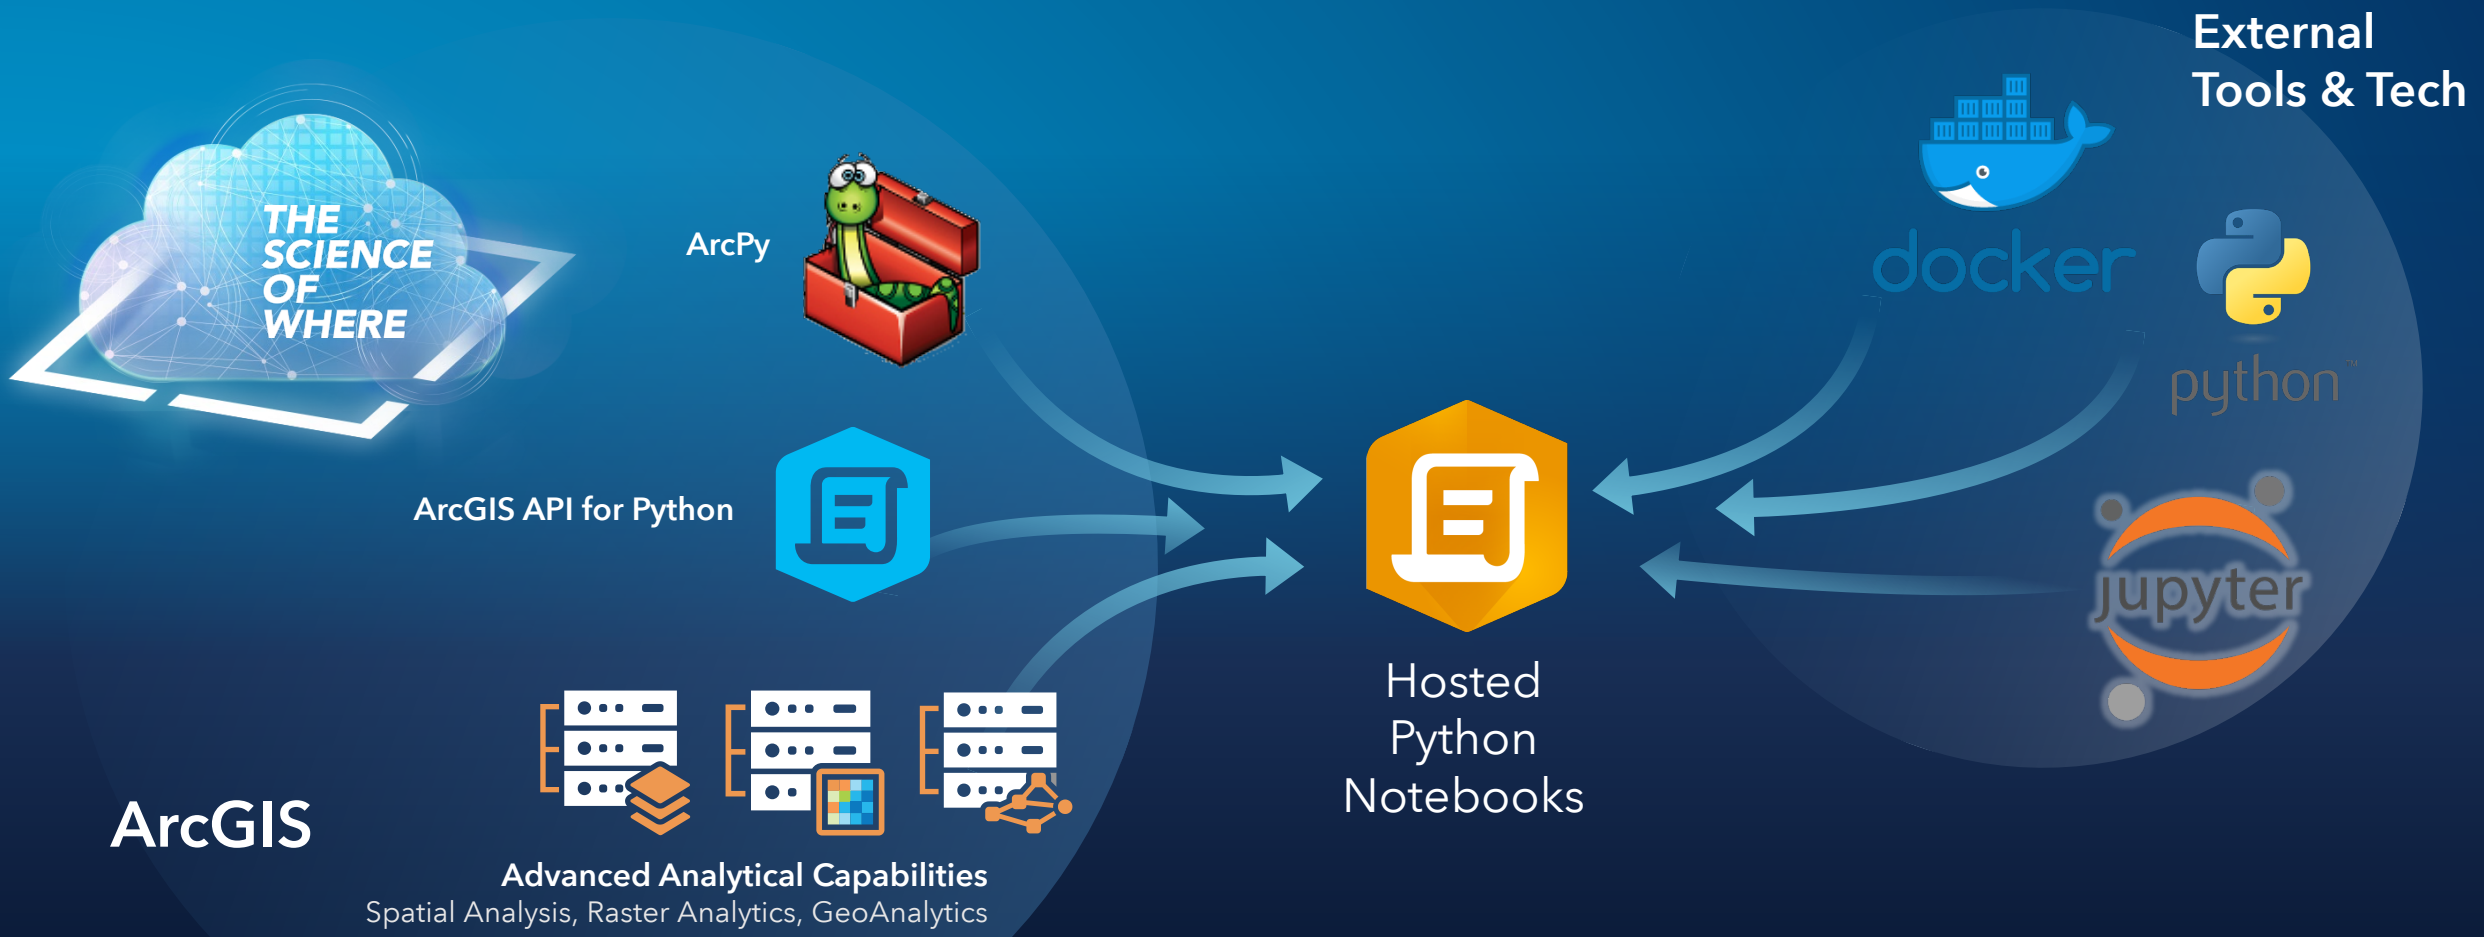 External
Tools & Tech
THE
SCIENCE
OF
WHERE
ArcPy
docker
python™
ArcGIS API for Python
jupyter
Hosted
Python
Notebooks
ArcGIS
Advanced Analytical Capabilities
Spatial Analysis, Raster Analytics, GeoAnalytics